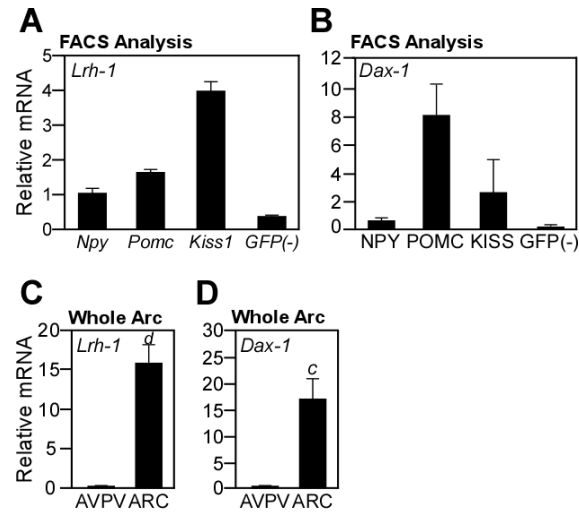 A
FACS Analysis
Lrh-1
Relative mRNA
5
4
3
2
1
0
Npy Pomc Kiss1 GFP(-)
B
FACS Analysis
Dax-1
12
10
8
6
4
2
0
NPY POMC KISS GFP(-)
C
Whole Arc
Lrh-1
d
Relative mRNA
20
15
10
5
0
AVPV ARC
D
Whole Arc
Dax-1
c
30
25
20
15
10
5
0
AVPV ARC